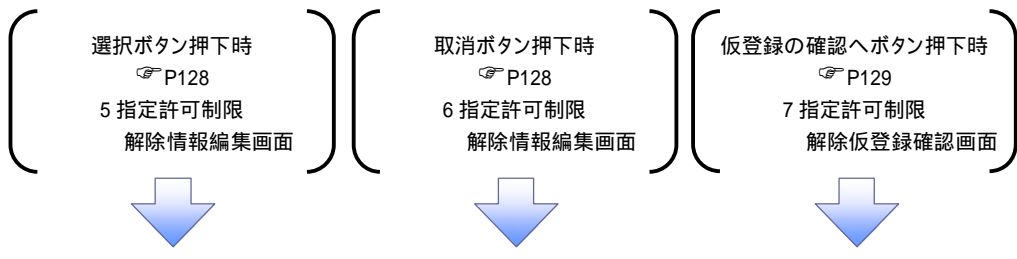 選択ボタン押下時
☞P128
5 指定許可制限
解除情報編集画面
取消ボタン押下時
☞P128
6 指定許可制限
解除情報編集画面
仮登録の確認へボタン押下時
☞P129
7 指定許可制限
解除仮登録確認画面